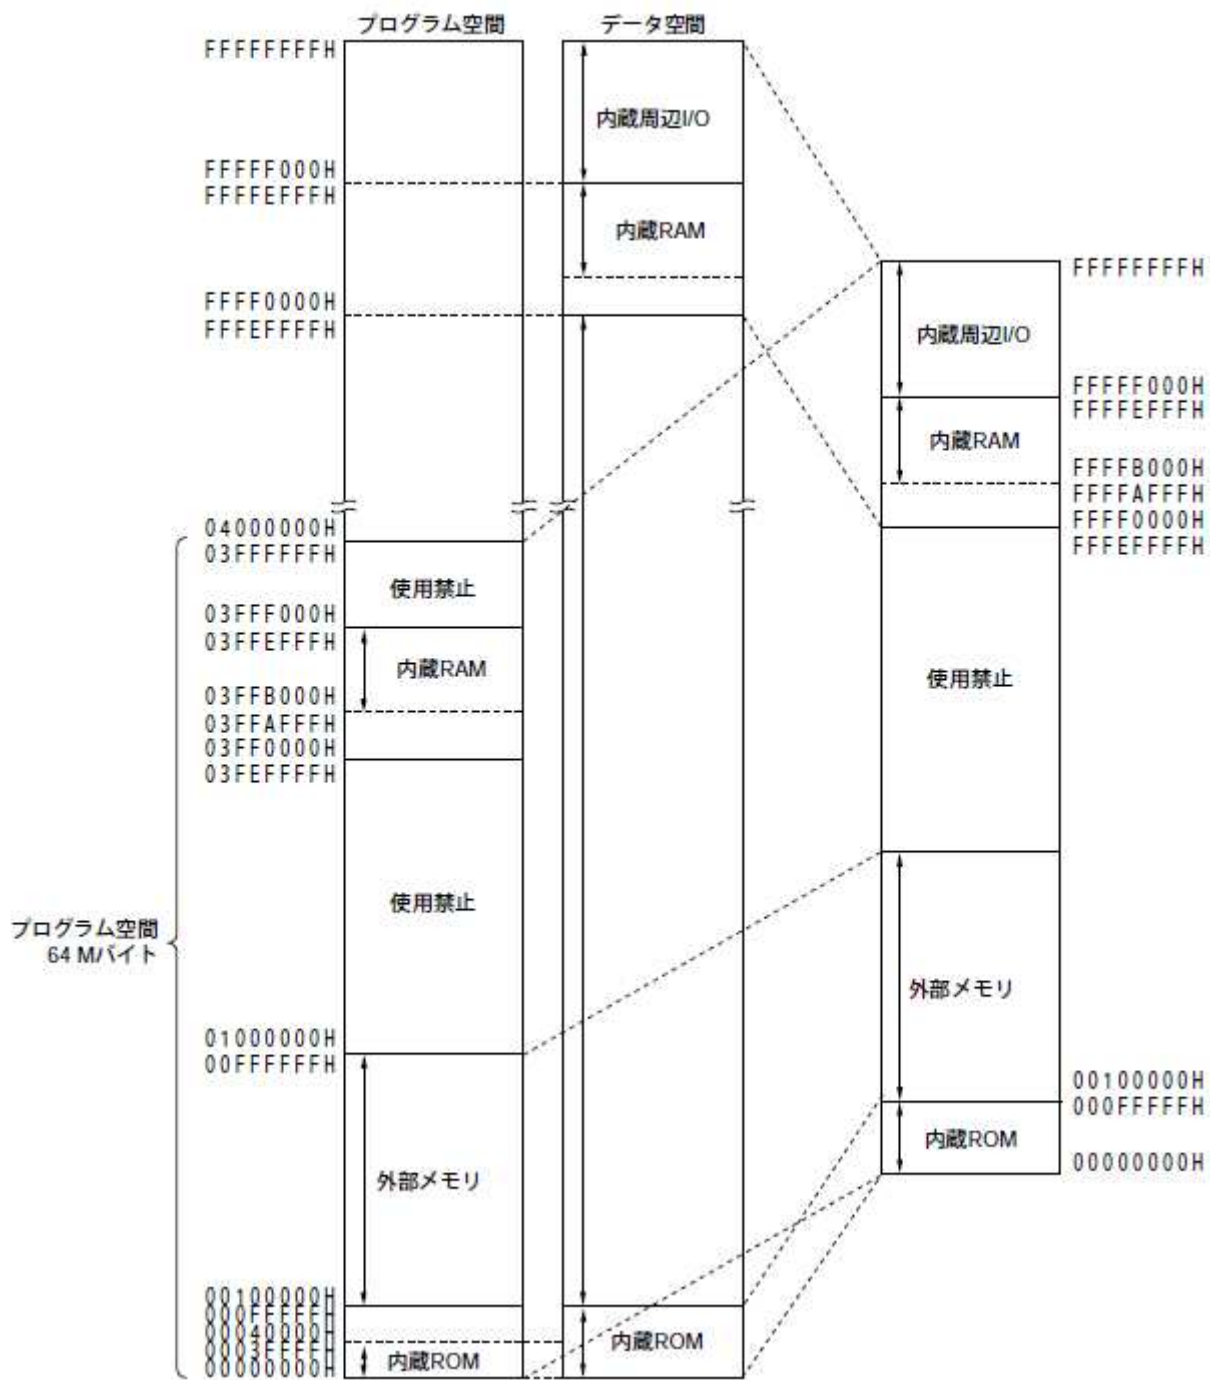 プログラム空間
データ空間
FFFFFFFFH
内蔵周辺I/O
FFFFF000H
FFFFEFFFH
内蔵RAM
FFFF0000H
FFFEFFFFH
04000000H
03FFFFFFH
使用禁止
03FFF000H
03FFEFFFH
内蔵RAM
03FFB000H
03FFAFFFH
03FF0000H
03FEFFFFH
使用禁止
プログラム空間
64 Mバイト
01000000H
00FFFFFFH
外部メモリ
00100000H
000FFFFFH
00040000H
0003FFFFH
00000000H
内蔵ROM
内蔵ROM
FFFFFFFFH
内蔵周辺I/O
FFFFF000H
FFFFEFFFH
内蔵RAM
FFFFB000H
FFFFAFFFH
FFFF0000H
FFFEFFFFH
使用禁止
外部メモリ
00100000H
000FFFFFH
内蔵ROM
00000000H